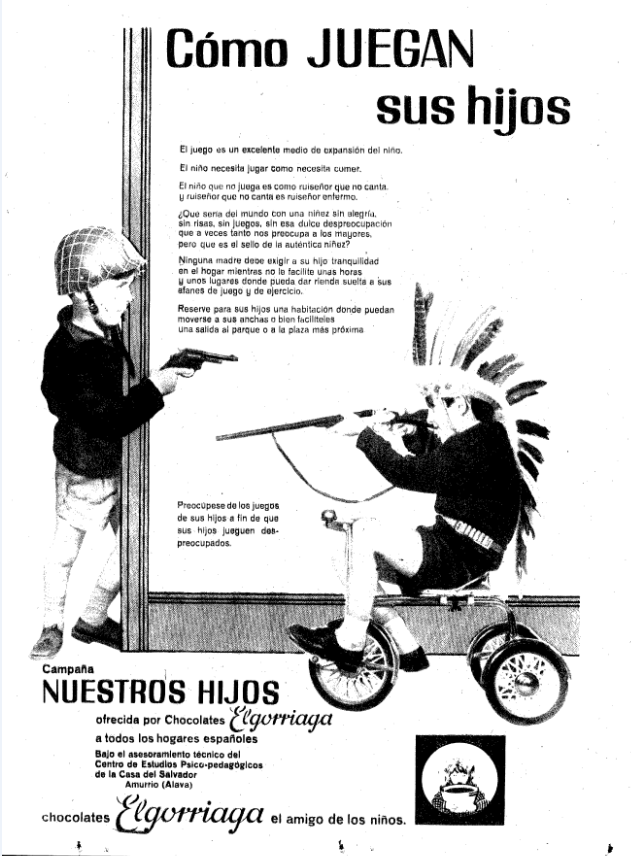 Cómo JUEGAN
sus hijos
El juego es un excelente medio de expansión del niño.
El niño necesita jugar como necesita comer.
El niño que no juega es como ruiseñor que no canta.
y ruiseñor que no canta es ruiseñor enfermo.
¿Que sería del mundo con una niñez sin alegría,
sin risas, sin juegos, sin esa dulce despreocupación
que a veces tanto nos preocupa a los mayores,
pero que es el sello de la auténtica niñez?
Ninguna madre debe exigir a su hijo tranquilidad
en el hogar mientras no le facilite unas horas
y unos lugares donde pueda dar rienda suelta a sus
afanes de juego y de ejercicio.
Reserve para sus hijos una habitación donde puedan
moverse a sus anchas o bien facilíteles
una salida al parque o a la plaza más próxima
Preocúpese de los juegos
de sus hijos a fin de que
sus hijos jueguen des-
preocupados.
Campaña
NUESTROS HIJOS
ofrecida por Chocolates Elgorriaga
a todos los hogares españoles
Bajo el asesoramiento técnico del
Centro de Estudios Psico-pedagógicos
de la Casa del Salvador
Amurrio (Alava)
chocolates Elgorriaga el amigo de los niños.